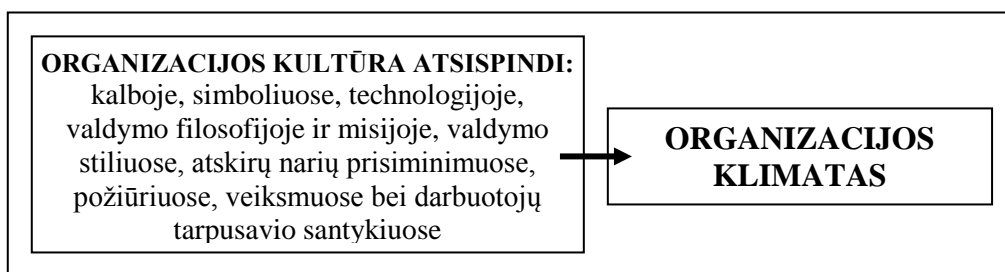 ORGANIZACIJOS KULTŪRA ATSISPINDI:
kalboje, simboliuose, technologijoje,
valdymo filosofijoje ir misijoje, valdymo
stiliuose, atskirų narių prisiminimuose,
požiūriuose, veiksmuose bei darbuotojų
tarpusavio santykiuose
ORGANIZACIJOS
KLIMATAS